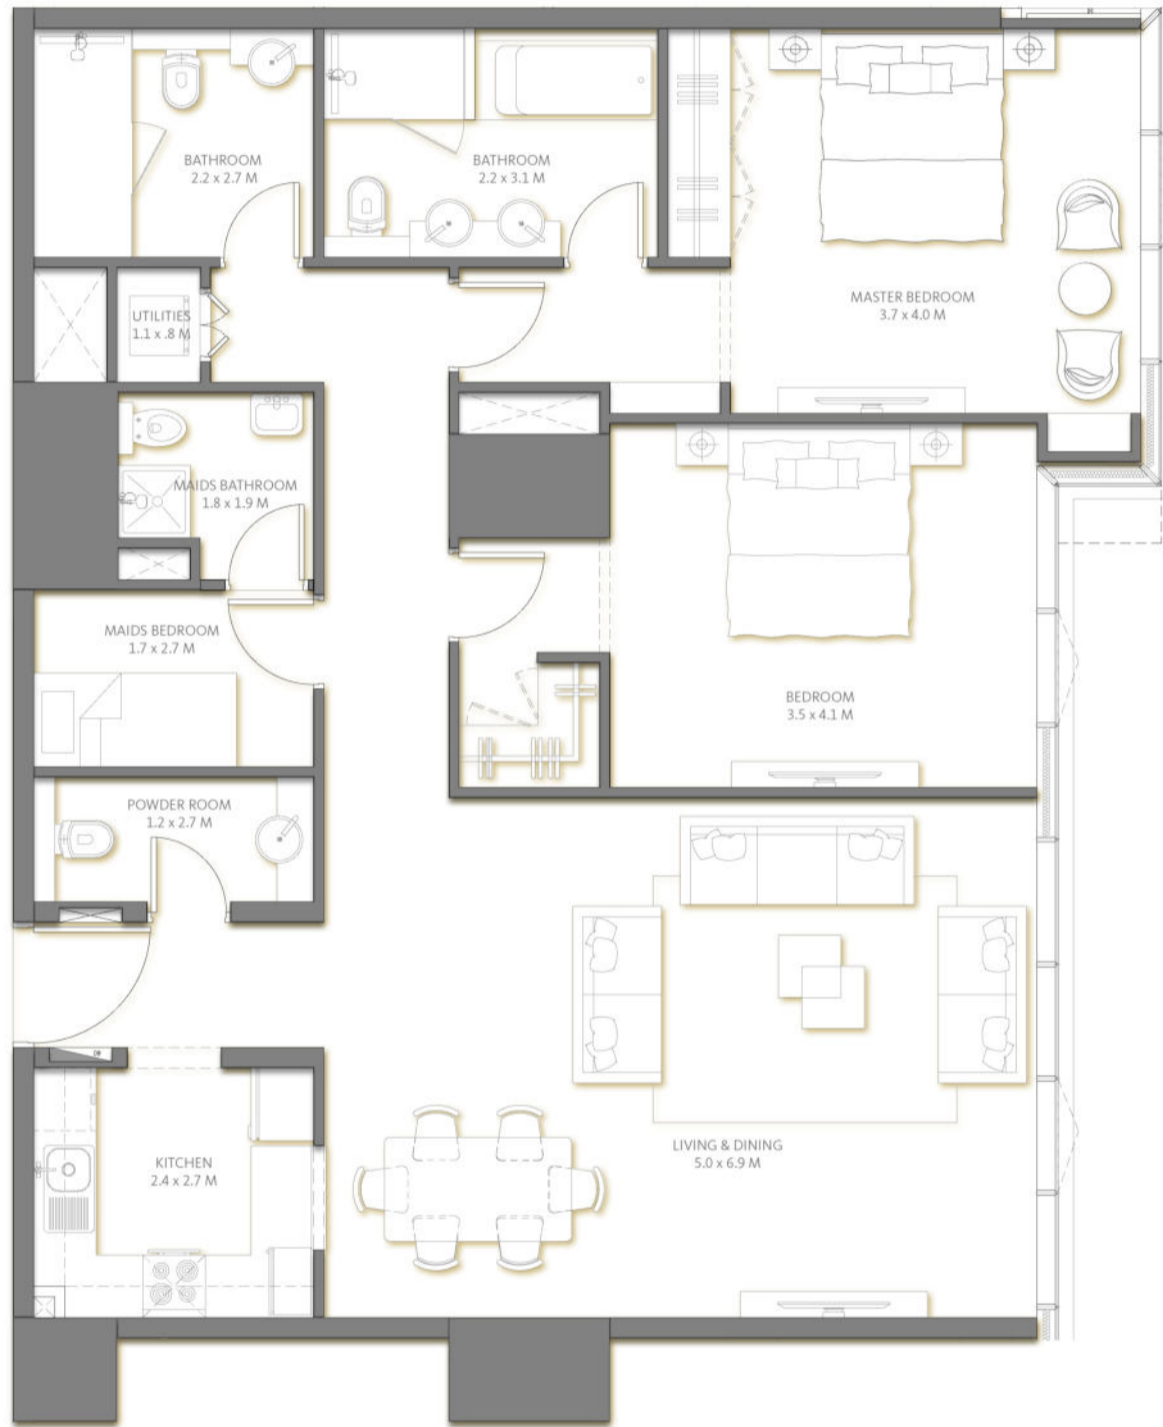 BATHROOM
2.2 x 2.7 M
BATHROOM
2.2 x 3.1 M
MASTER BEDROOM
3.7 x 4.0 M
UTILITIES
1.1 x .8 M
MAIDS BATHROOM
1.8 x 1.9 M
MAIDS BEDROOM
1.7 x 2.7 M
BEDROOM
3.5 x 4.1 M
POWDER ROOM
1.2 x 2.7 M
LIVING & DINING
5.0 x 6.9 M
KITCHEN
2.4 x 2.7 M